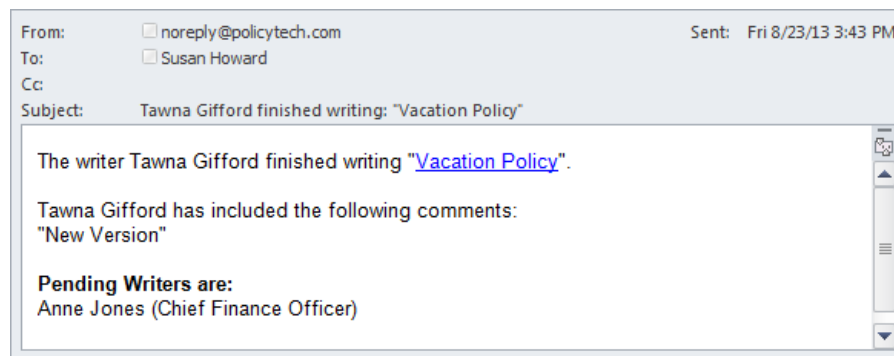 From: noreply@policytech.com Sent: Fri 8/23/13 3:43 PM
To: Susan Howard
Cc:
Subject: Tawna Gifford finished writing: "Vacation Policy"
The writer Tawna Gifford finished writing "Vacation Policy".
Tawna Gifford has included the following comments:
"New Version"
Pending Writers are:
Anne Jones (Chief Finance Officer)